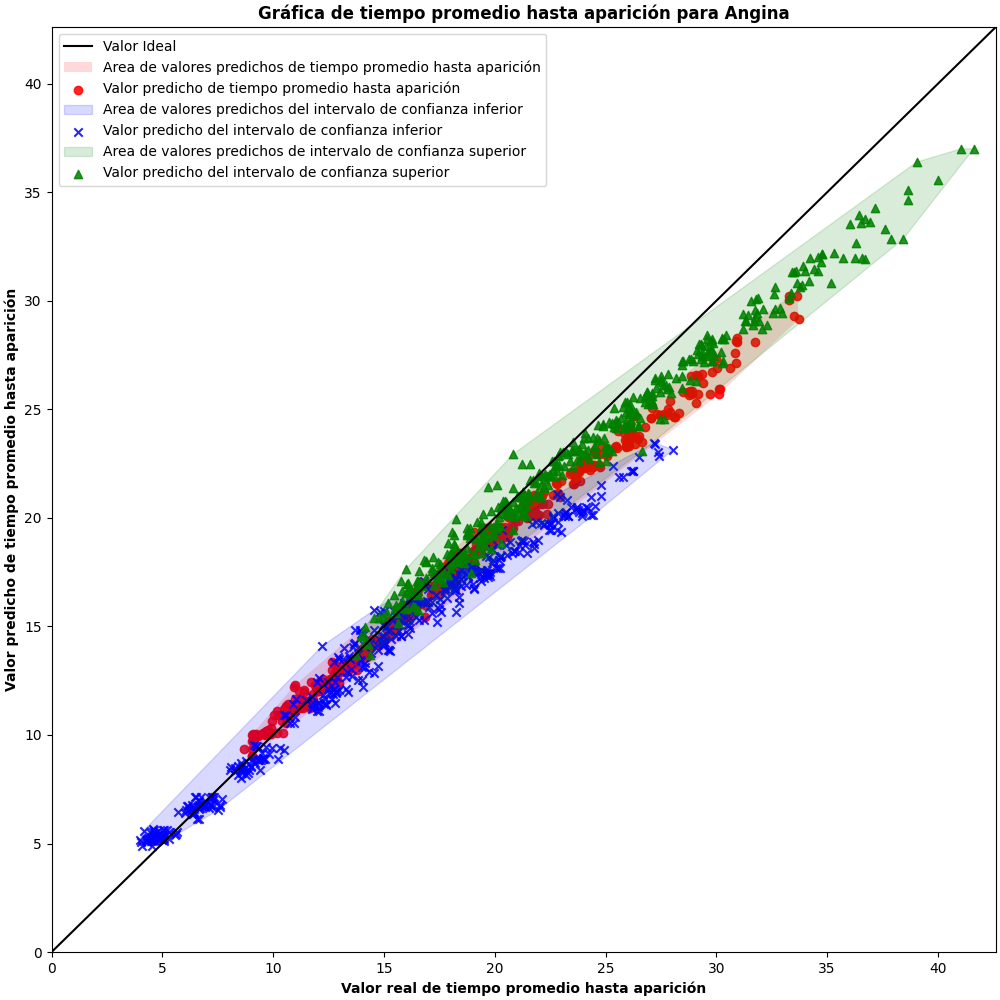 Gráfica de tiempo promedio hasta aparición para Angina
Valor Ideal
Area de valores predichos de tiempo promedio hasta aparición
Valor predicho de tiempo promedio hasta aparición
Area de valores predichos del intervalo de confianza inferior
Valor predicho del intervalo de confianza inferior
Area de valores predichos de intervalo de confianza superior
Valor predicho del intervalo de confianza superior
Valor predicho de tiempo promedio hasta aparición
40
35
30
25
20
15
10
5
0
0 5 10 15 20 25 30 35 40
Valor real de tiempo promedio hasta aparición